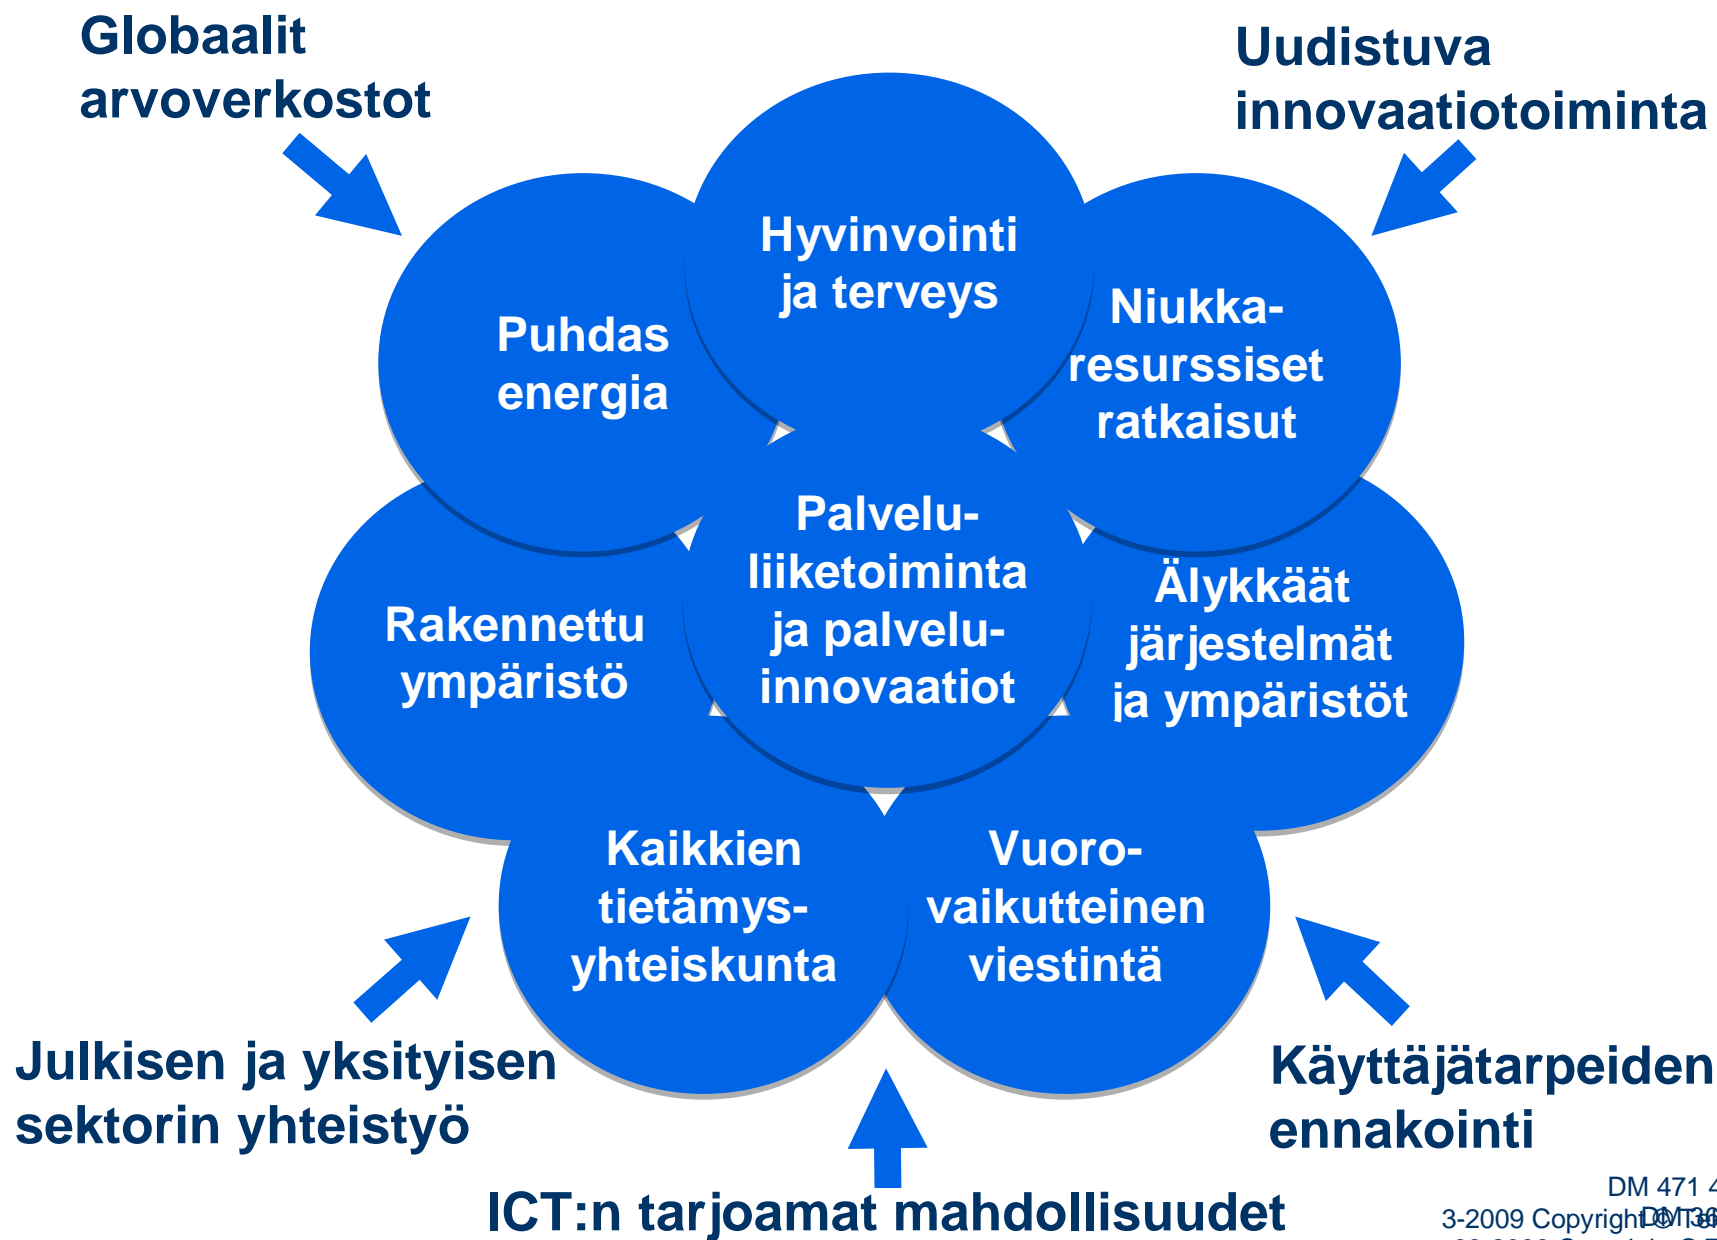 Globaalit
arvoverkostot
Uudistuva
innovaatiotoiminta
Hyvinvointi
ja terveys
Puhdas
energia
Niukka-
resurssiset
ratkaisut
Palvelu-
liiketoiminta
ja palvelu-
innovaatiot
Rakennettu
ympäristö
Älykkäät
järjestelmät
ja ympäristöt
Kaikkien
tietämys-
yhteiskunta
Vuoro-
vaikutteinen
viestintä
Julkisen ja yksityisen
sektorin yhteistyö
Käyttäjätarpeiden
ennakointi
ICT:n tarjoamat mahdollisuudet
DM 471
3-2009 Copyright ©